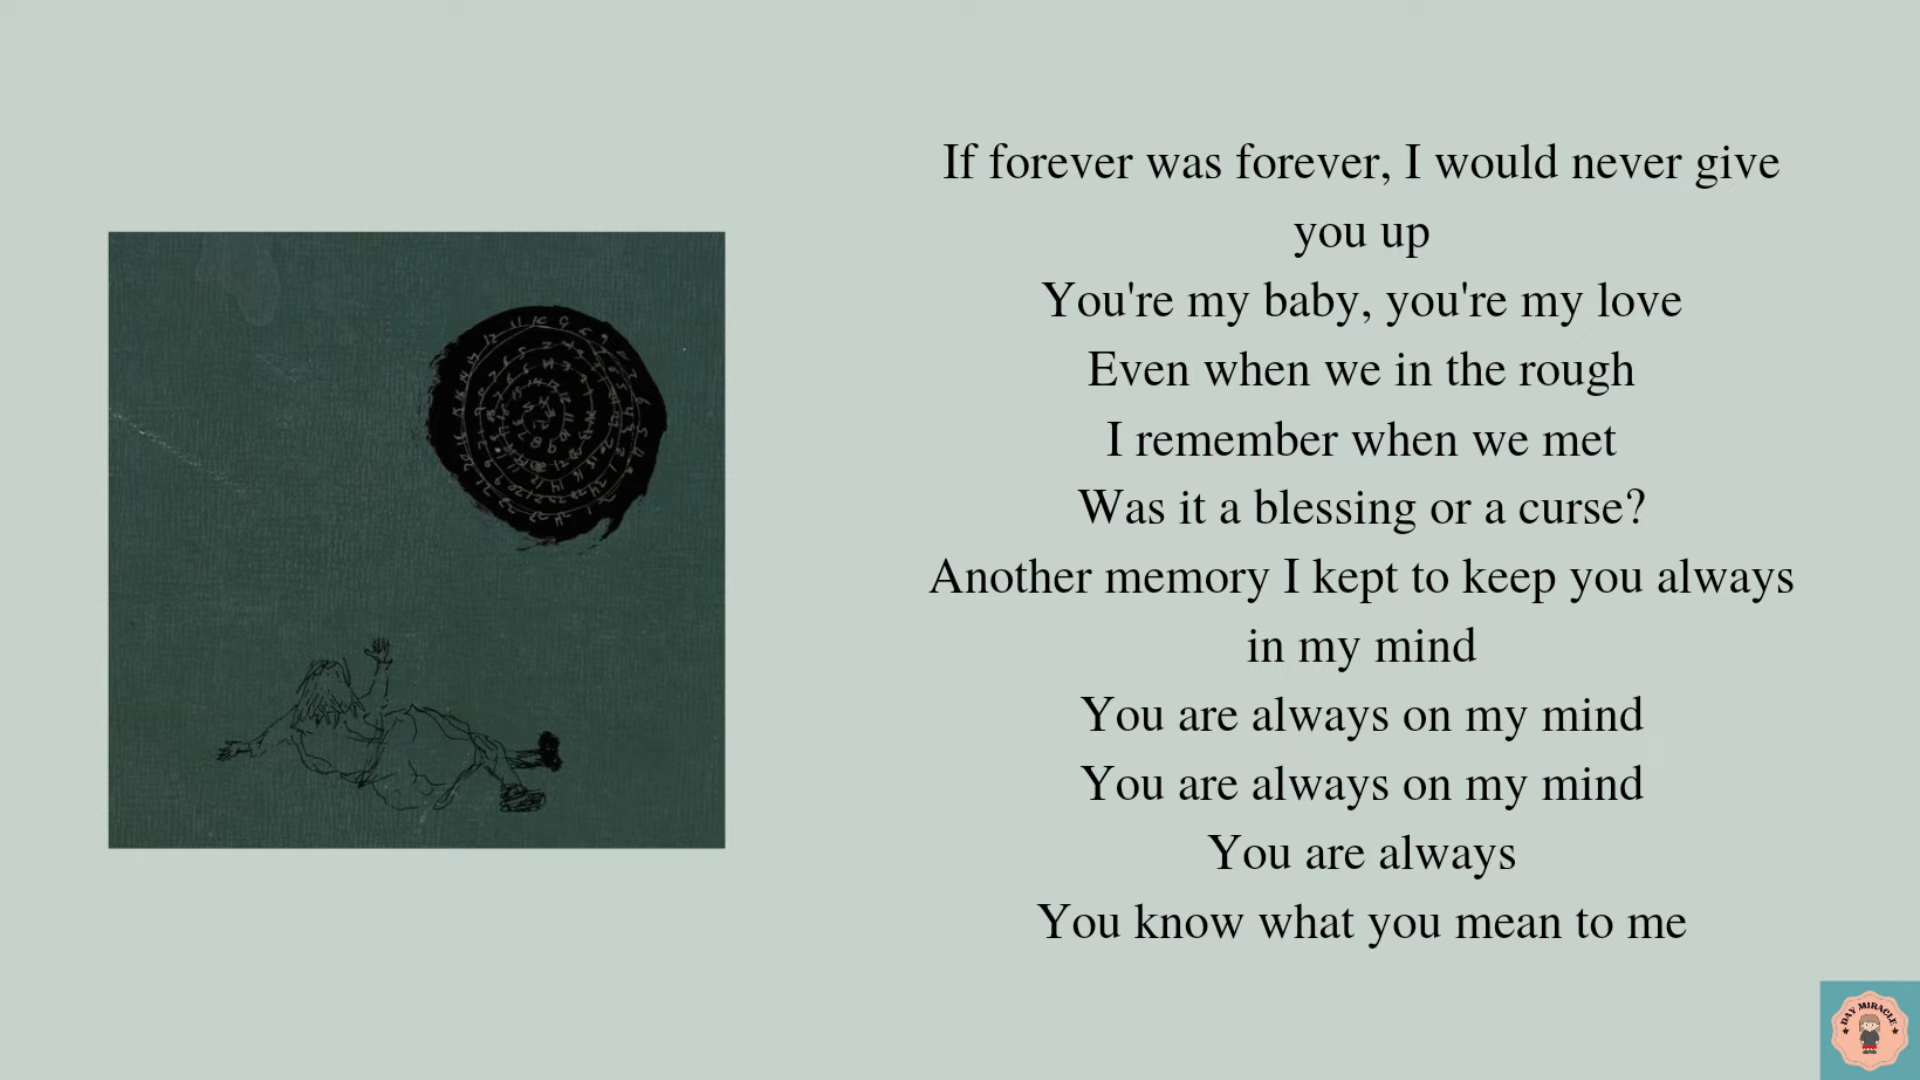 If forever was forever, I would never give
you up
You're my baby, you're my love
Even when we in the rough
I remember when we met
Was it a blessing or a curse?
Another memory I kept to keep you always
in my mind
You are always on my mind
You are always on my mind
You are always
You know what you mean to me
DAY MIRACLE